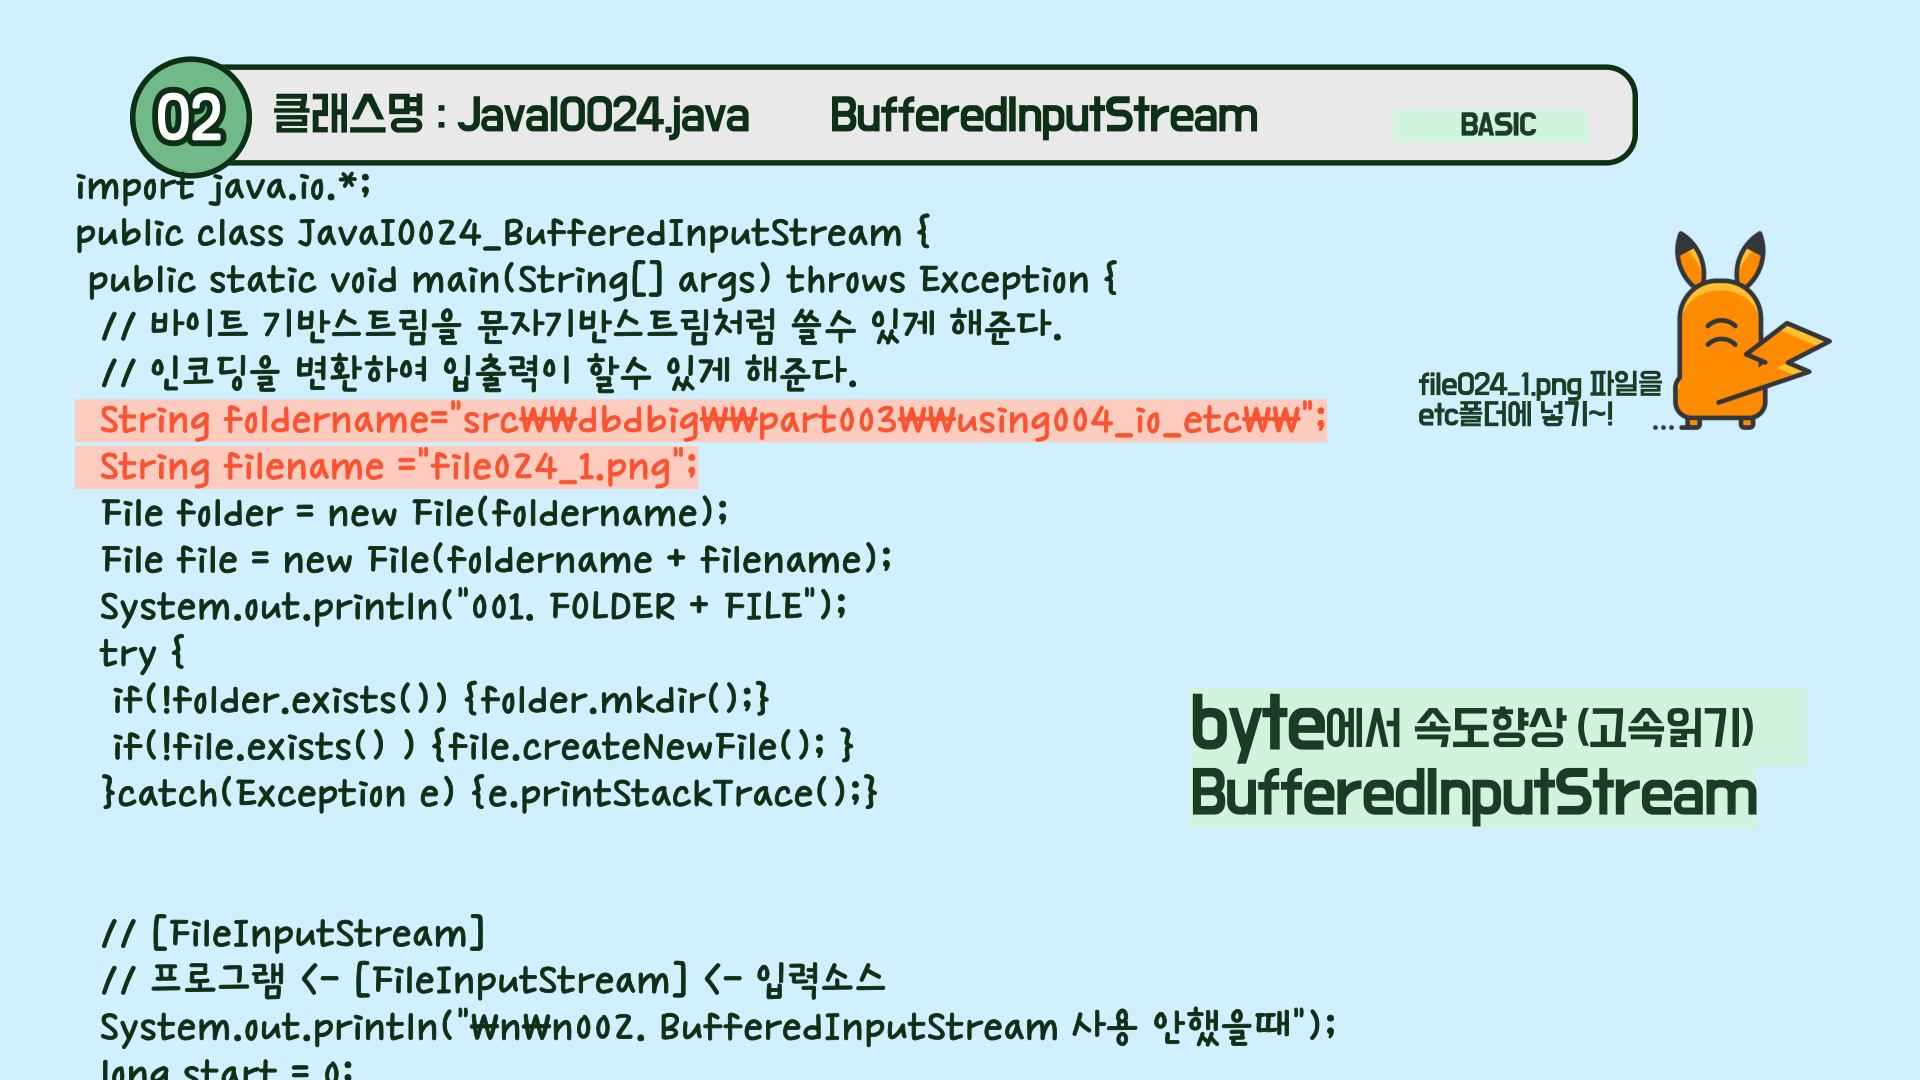 02
클래스명 : JavaIO024.java BufferedInputStream
BASIC
import java.io.*;
public class JavaIO024_BufferedInputStream {
public static void main(String[] args) throws Exception {
// 바이트 기반스트림을 문자기반스트림처럼 쓸수 있게 해준다.
// 인코딩을 변환하여 입출력이 할수 있게 해준다.
String foldername="src₩₩dbdbig₩₩part003₩₩using004_io_etc₩₩";
String filename ="file024_1.png";
file024_1.png 파일을
etc폴더에 넣기~!
...
File folder = new File(foldername);
File file = new File(foldername + filename);
System.out.println("001. FOLDER + FILE");
try {
if(!folder.exists()) {folder.mkdir();}
if(!file.exists() ) {file.createNewFile(); }
}catch(Exception e) {e.printStackTrace();}
byte에서 속도향상 (고속읽기)
BufferedInputStream
// [FileInputStream]
// 프로그램 <- [FileInputStream] <- 입력소스
System.out.println("₩n₩n002. BufferedInputStream 사용 안했을때");
long start = 0;